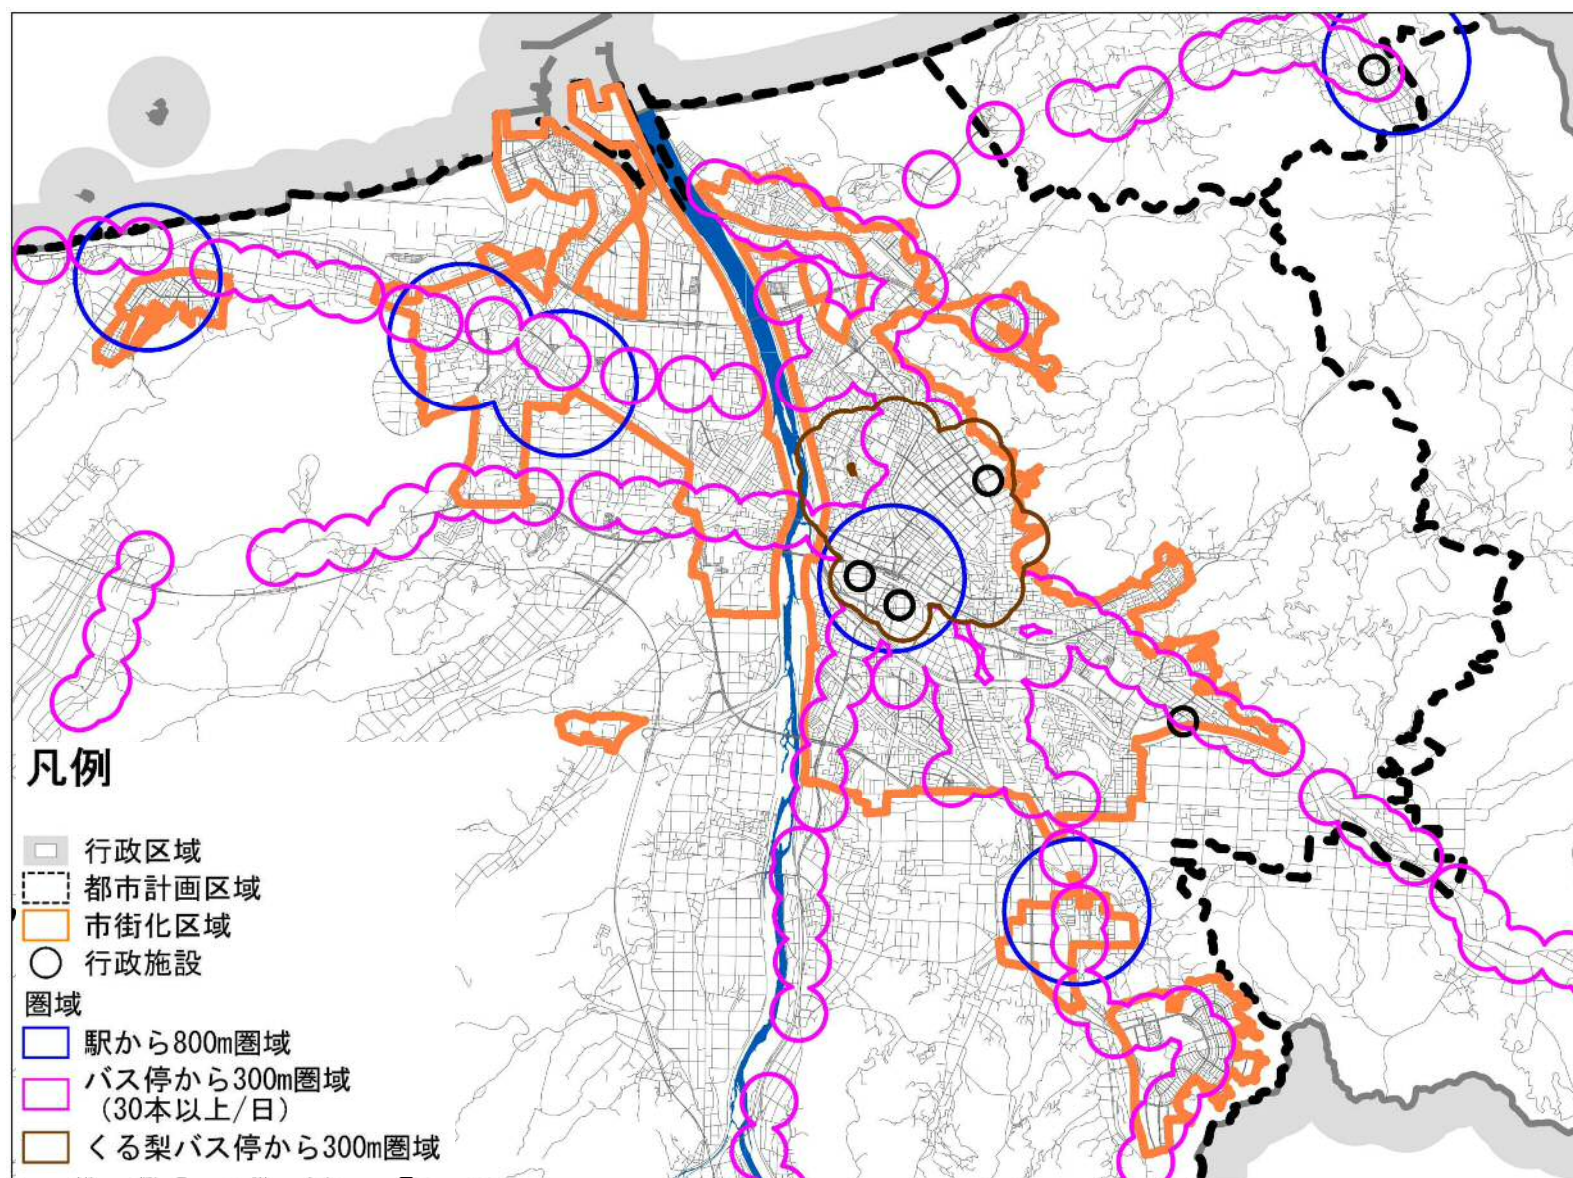 凡例
行政区域
都市計画区域
市街化区域
行政施設
圏域
駅から800m圏域
バス停から300m圏域
（30本以上/日）
くる梨バス停から300m圏域